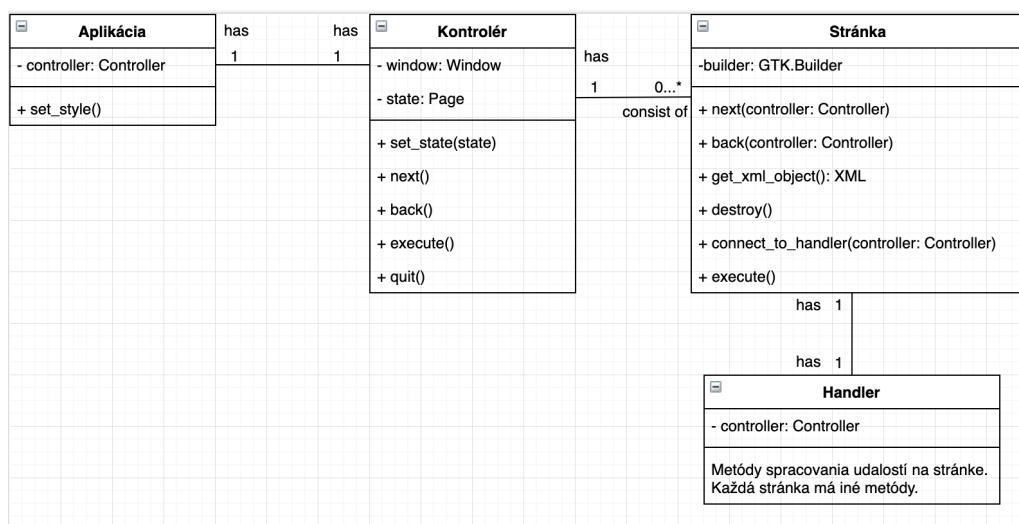 Aplikácia
- controller: Controller
+ set_style()
has
1
has
1
Kontrolér
- window: Window
- state: Page
+ set_state(state)
+ next()
+ back()
+ execute()
+ quit()
has
1
0...*
consist of
Stránka
-builder: GTK.Builder
+ next(controller: Controller)
+ back(controller: Controller)
+ get_xml_object(): XML
+ destroy()
+ connect_to_handler(controller: Controller)
+ execute()
has 1
has 1
Handler
- controller: Controller
Metódy spracovania udalostí na stránke.
Každá stránka má iné metódy.